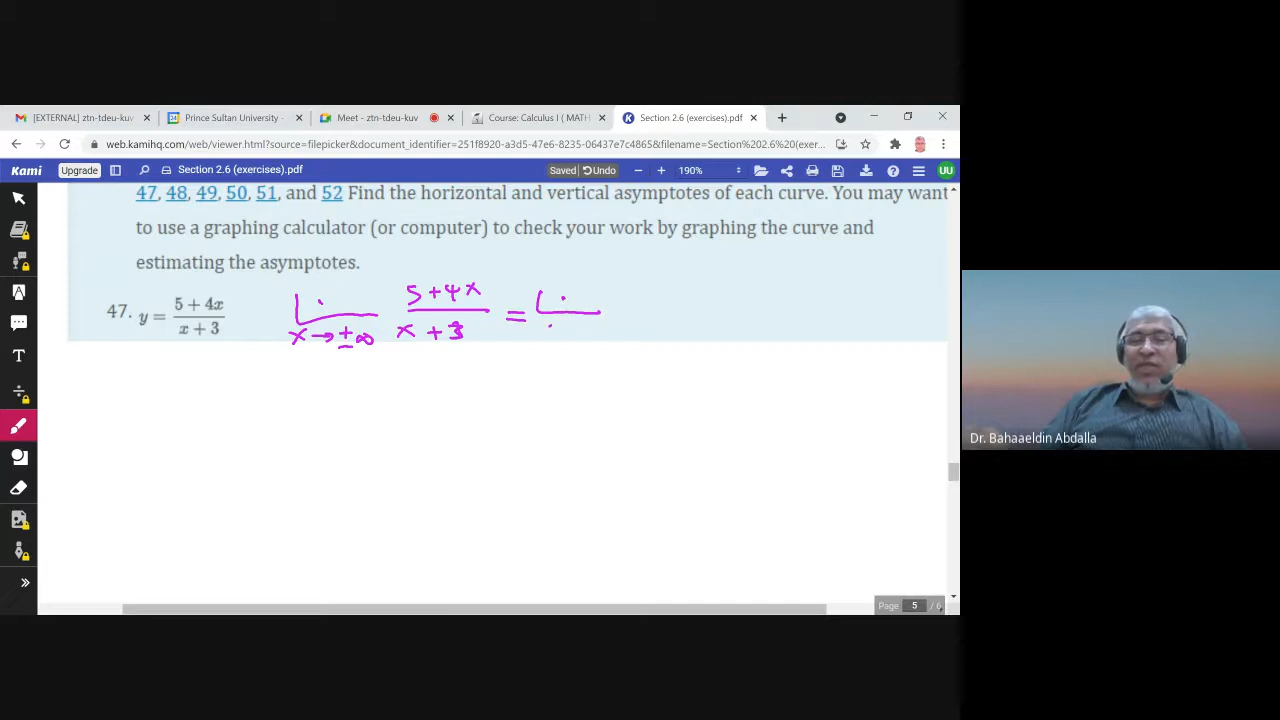 [EXTERNAL] ztn-tdeu-kuv
Prince Sultan University -
Meet - ztn-tdeu-kuv
Course: Calculus I ( MATH
Section 2.6 (exercises).pdf
web.kamihq.com/web/viewer.html?source=filepicker&document_identifier=251f8920-a3d5-47e6-8235-06437e7c4865&filename=Section%202.6%20(exer...
Kami Upgrade Section 2.6 (exercises).pdf Saved Undo 190% UU
47, 48, 49, 50, 51, and 52 Find the horizontal and vertical asymptotes of each curve. You may want
to use a graphing calculator (or computer) to check your work by graphing the curve and
estimating the asymptotes.
47. y = (5 + 4x)/(x + 3) Li x → ± ∞ (5 + 4x)/(x + 3) = Li
Dr. Bahaaeldin Abdalla
Page 5 / 6